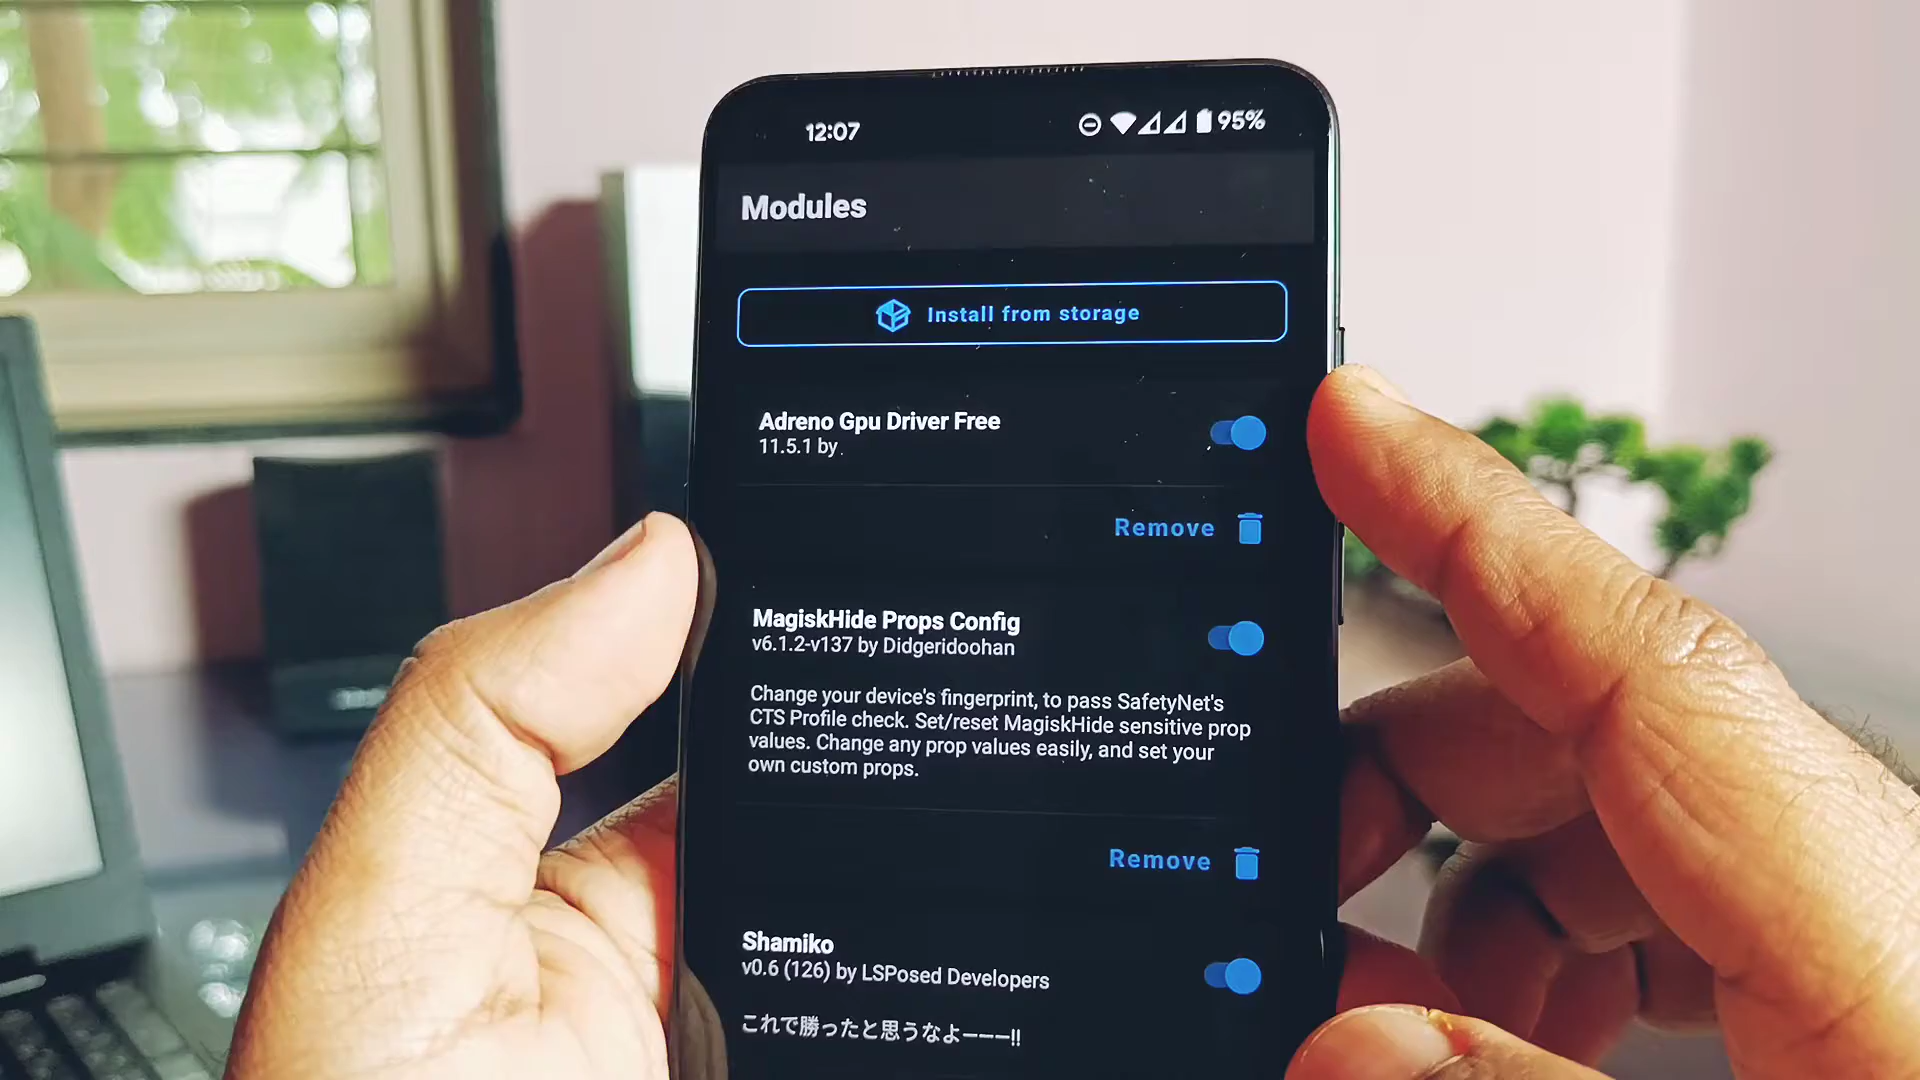 12:07
95%
Modules
Install from storage
Adreno Gpu Driver Free
11.5.1 by .
Remove
MagiskHide Props Config
v6.1.2-v137 by Didgeridoohan
Change your device's fingerprint, to pass SafetyNet's
CTS Profile check. Set/reset MagiskHide sensitive prop
values. Change any prop values easily, and set your
own custom props.
Remove
Shamiko
v0.6 (126) by LSPosed Developers
これで勝ったと思うなよーーー!!